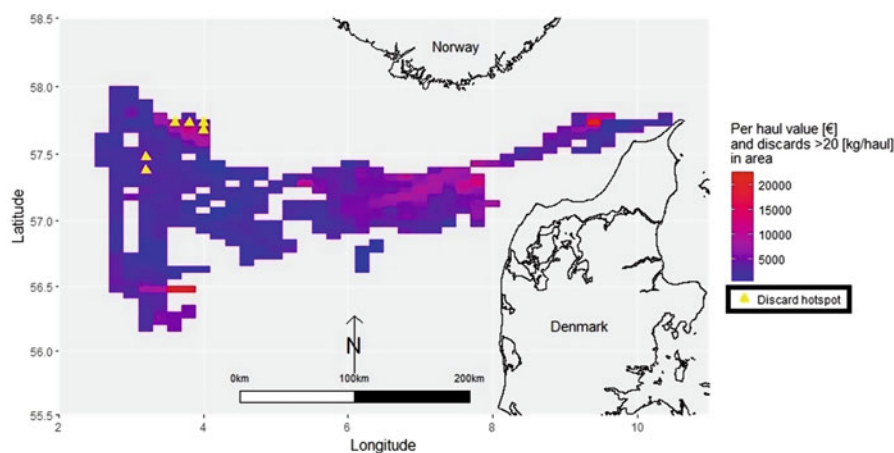 58.5
58.0
57.5
57.0
56.5
56.0
55.5
Latitude
Norway
Denmark
N
0km 100km 200km
2 4 6 8 10
Longitude
Per haul value [€]
and discards >20 [kg/haul]
in area
20000
15000
10000
5000
Discard hotspot